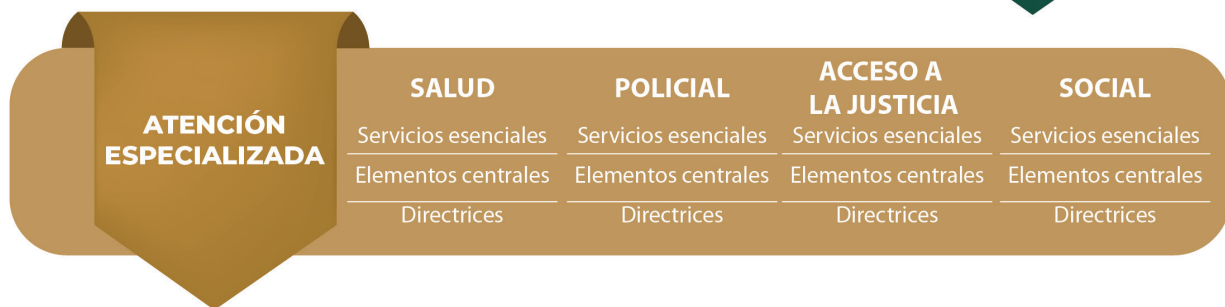 ATENCIÓN
ESPECIALIZADA
SALUD
Servicios esenciales
Elementos centrales
Directrices
POLICIAL
Servicios esenciales
Elementos centrales
Directrices
ACCESO A
LA JUSTICIA
Servicios esenciales
Elementos centrales
Directrices
SOCIAL
Servicios esenciales
Elementos centrales
Directrices